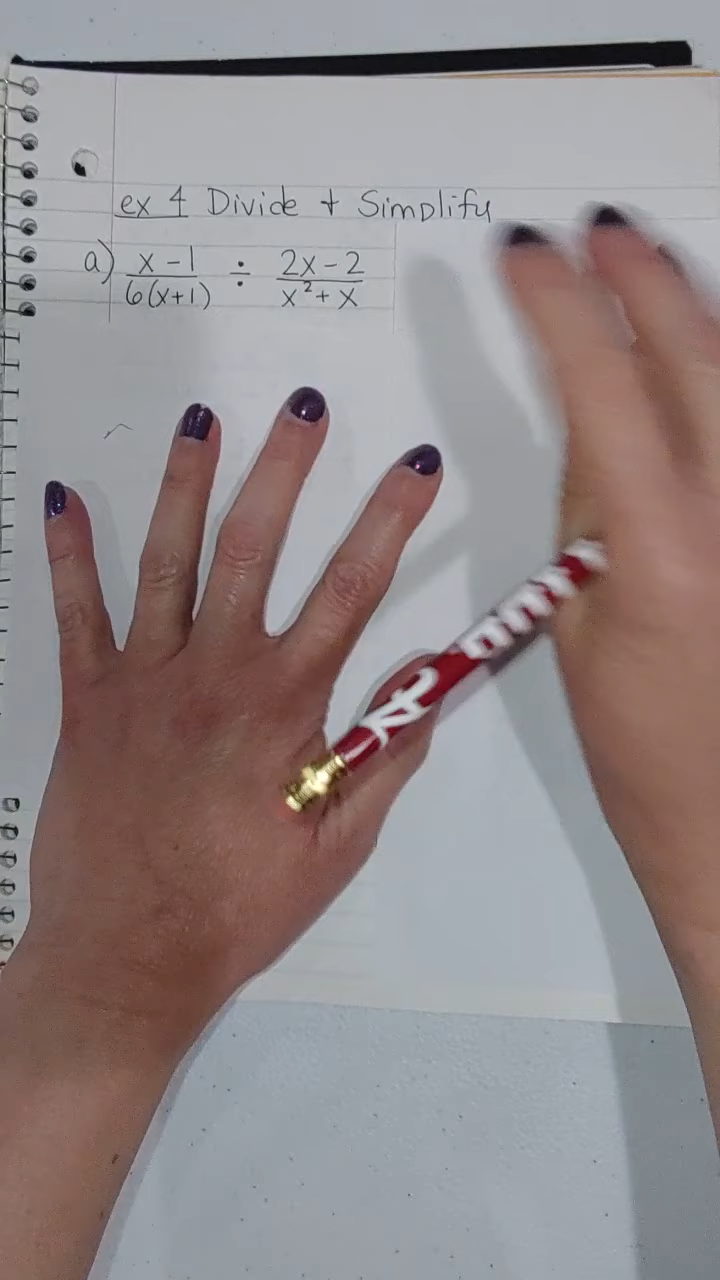 ex 4 Divide + Simplify
a) x - 1 / 6(x+1) ÷ 2x - 2 / x² + x